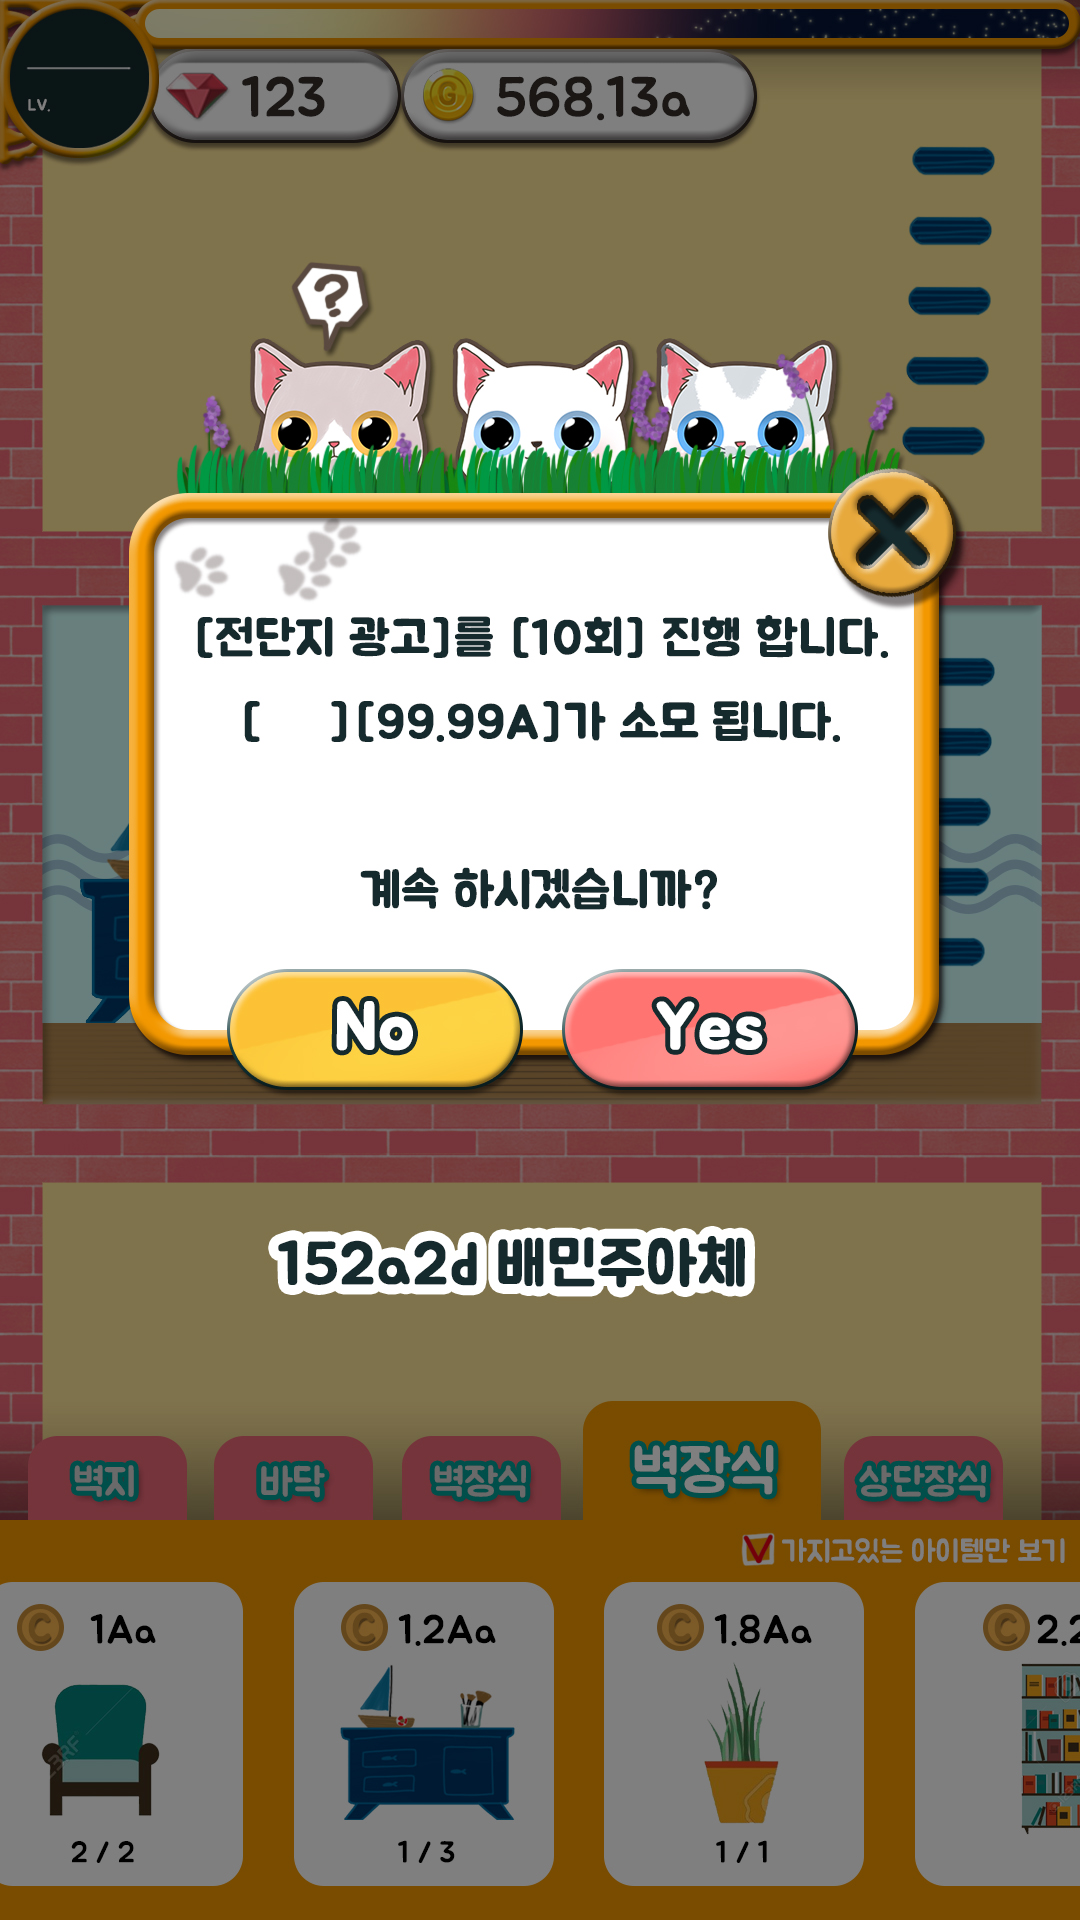 LV.
123
G 568.13a
?
[전단지 광고]를 [10회] 진행 합니다.
[ ][99.99A]가 소모 됩니다.
계속 하시겠습니까?
No Yes
152a2d 배민주아체
벽지 바닥 벽장식 벽장식 상단장식
가지고있는 아이템만 보기
C 1Aa C 1.2Aa C 1.8Aa C 2.2
2 / 2 1 / 3 1 / 1